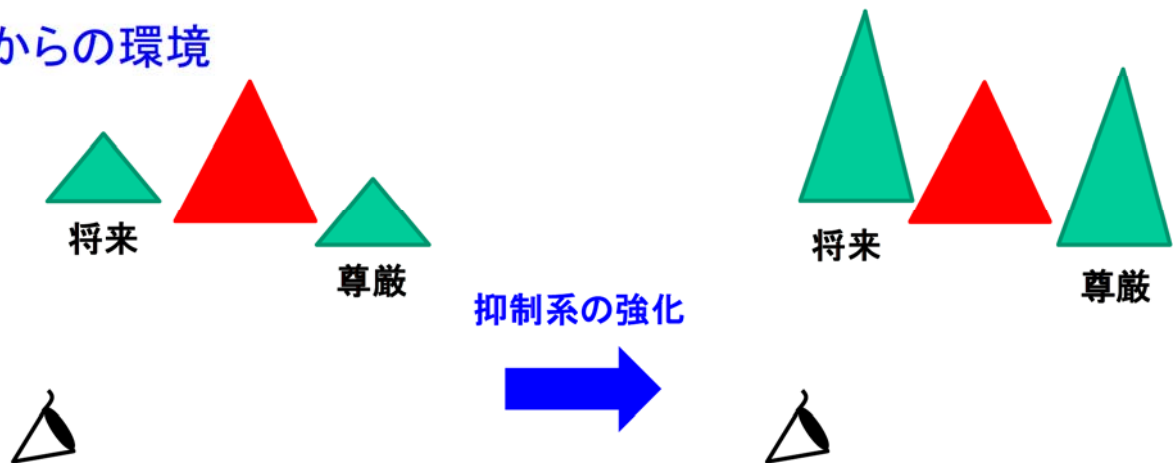 からの環境
将来
尊厳
抑制系の強化
将来
尊厳